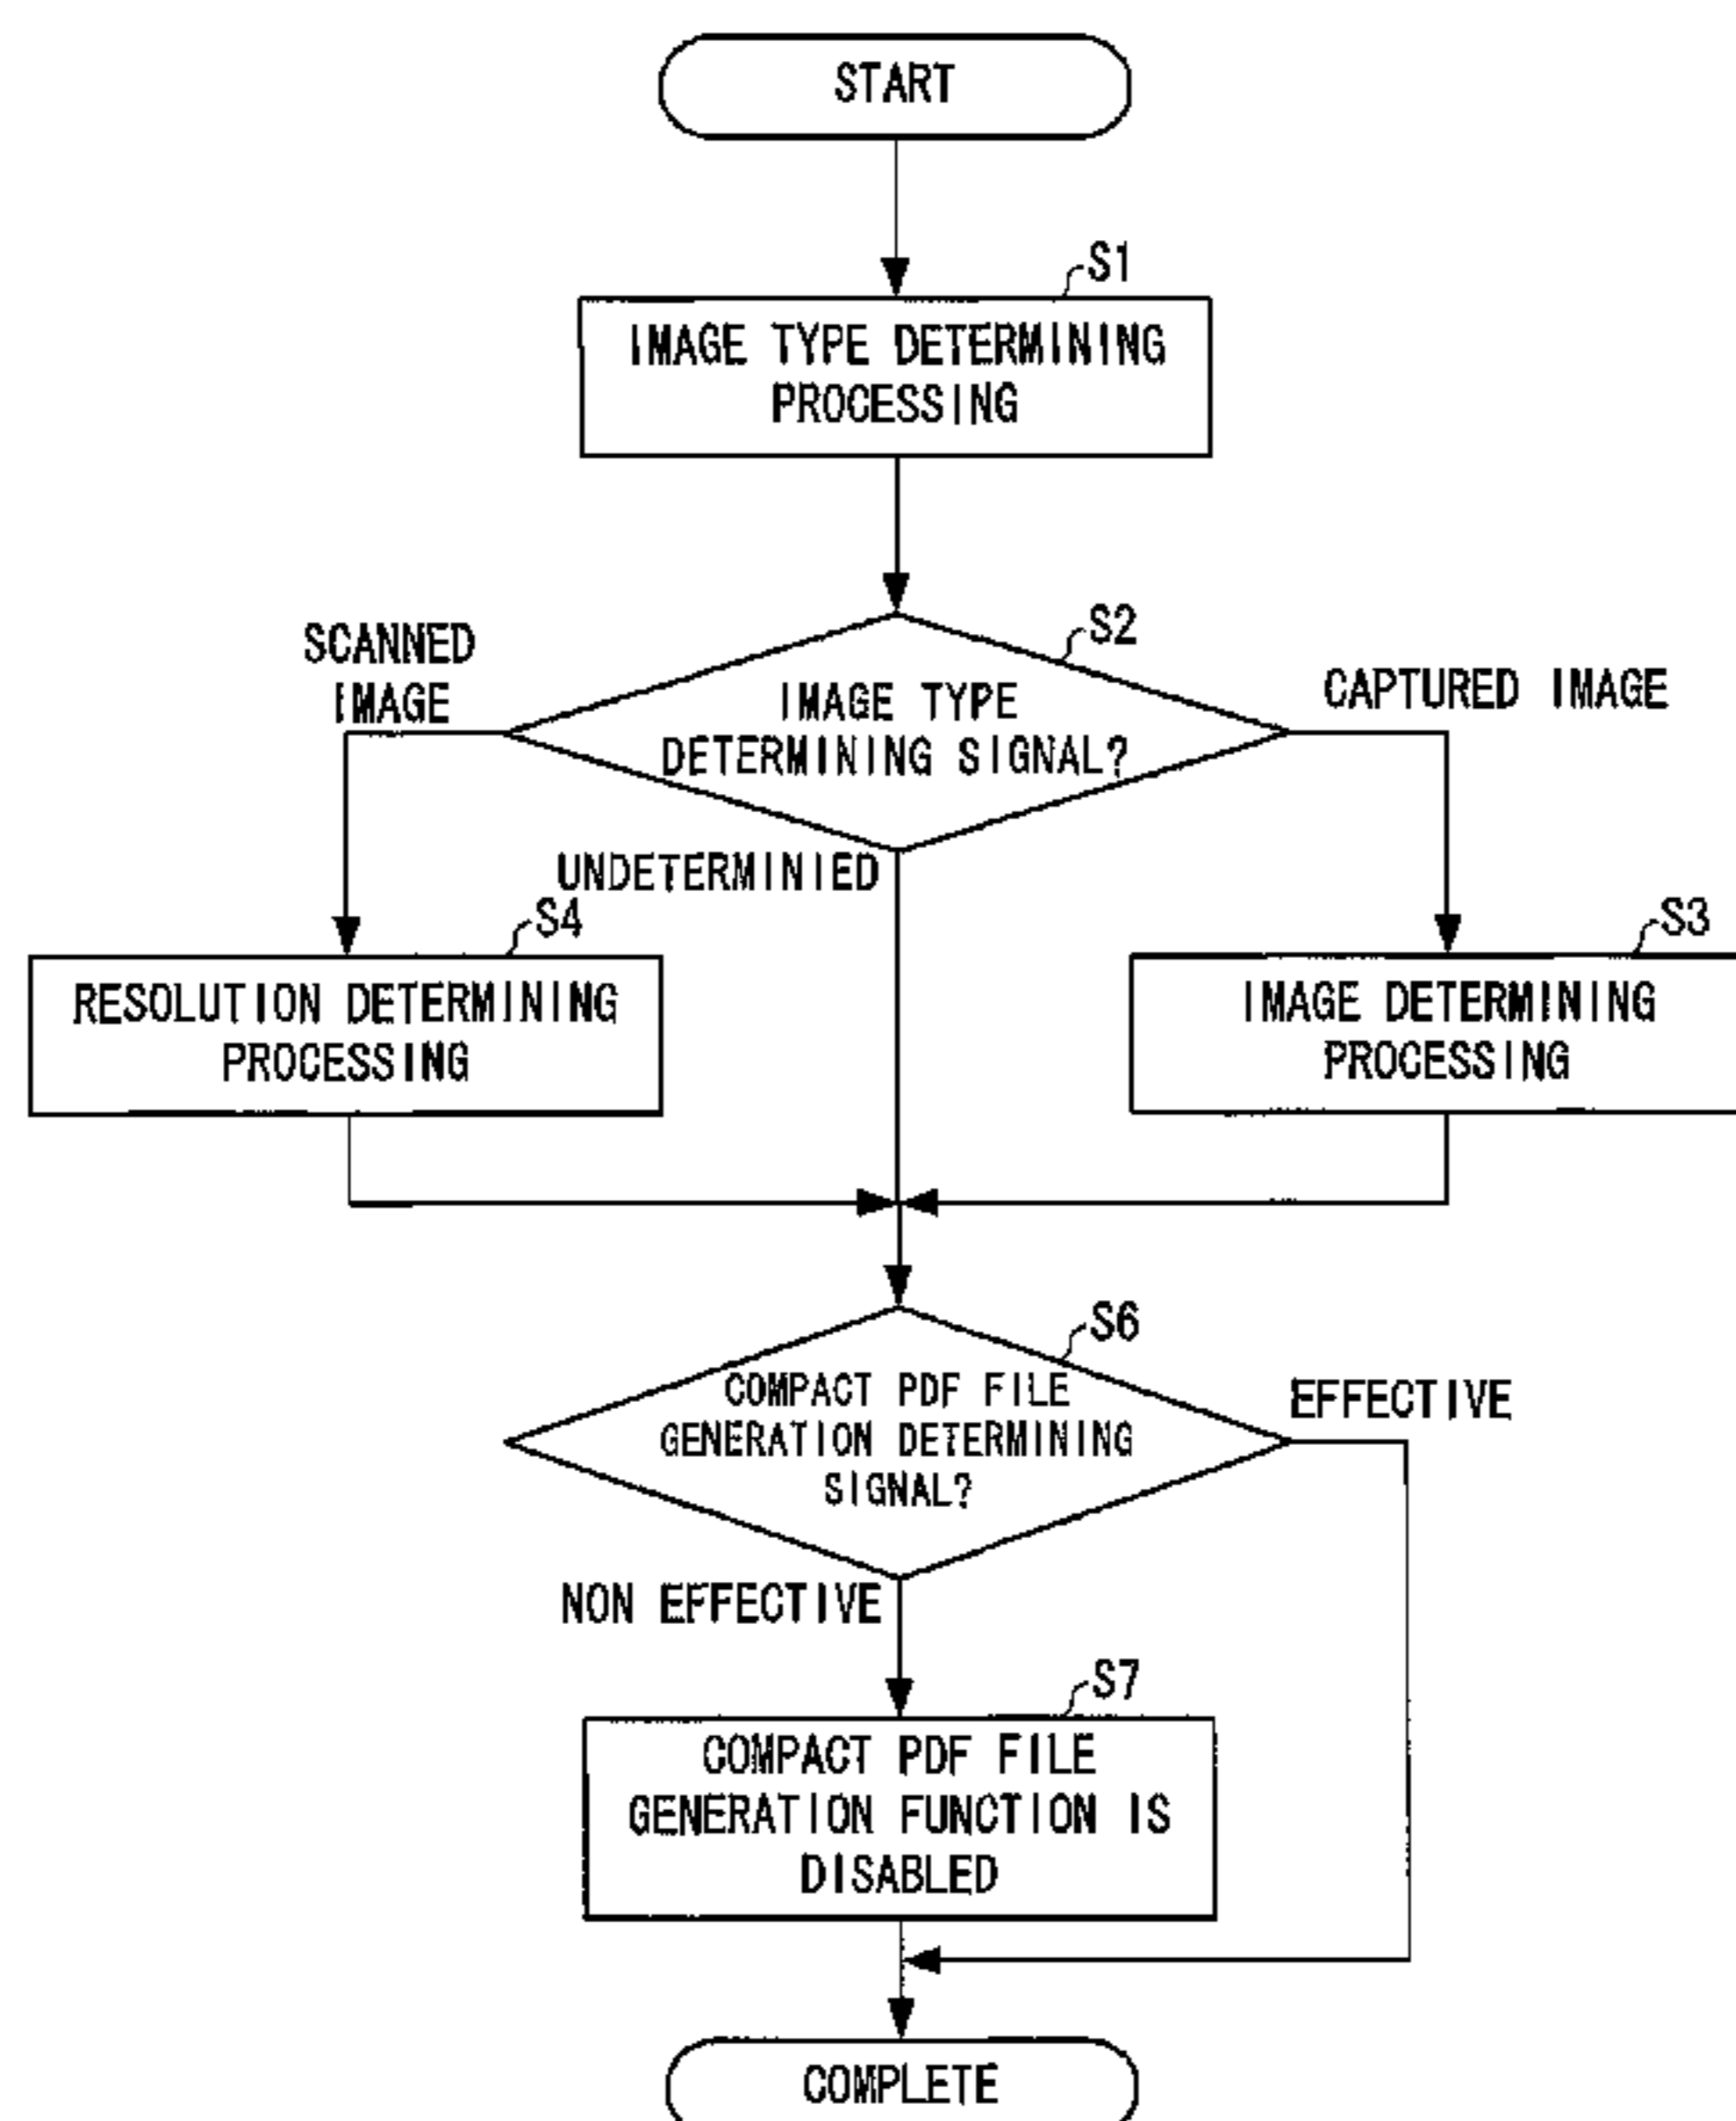 START
S1
IMAGE TYPE DETERMINING
PROCESSING
S2
SCANNED
IMAGE
IMAGE TYPE
DETERMINING SIGNAL?
CAPTURED IMAGE
UNDETERMINIED
S4
RESOLUTION DETERMINING
PROCESSING
S3
IMAGE DETERMINING
PROCESSING
S6
COMPACT PDF FILE
GENERATION DETERMINING
SIGNAL?
EFFECTIVE
NON EFFECTIVE
S7
COMPACT PDF FILE
GENERATION FUNCTION IS
DISABLED
COMPLETE